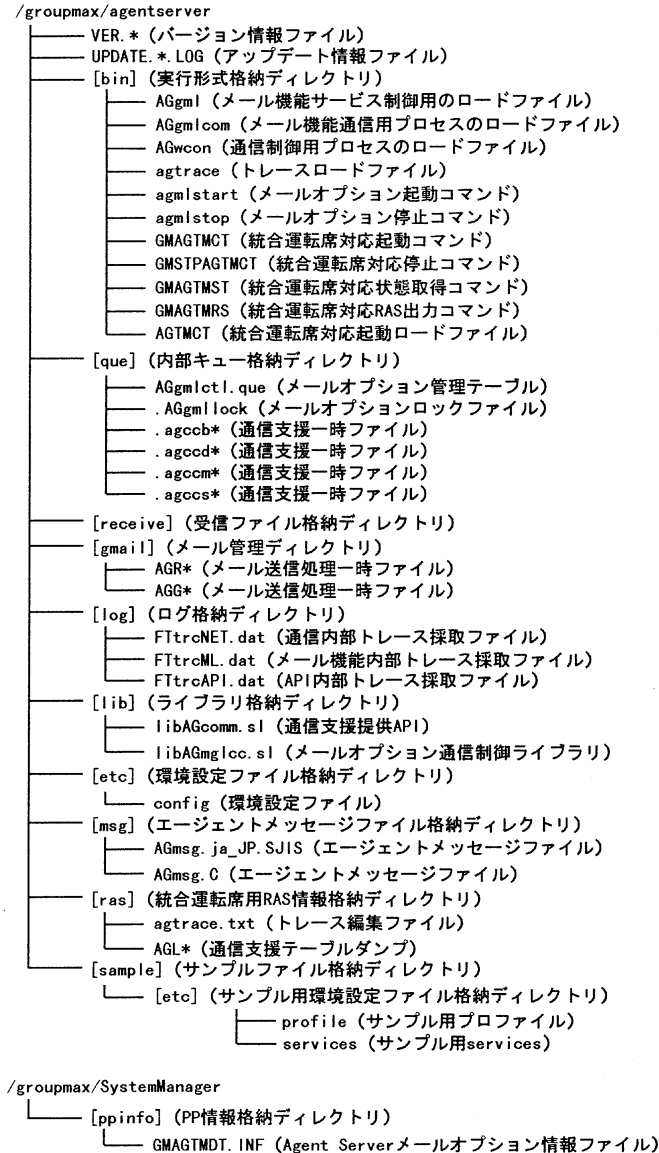 /groupmax/agentserver
VER.*(バージョン情報ファイル)
UPDATE.*.LOG(アップデート情報ファイル)
[bin](実行形式格納ディレクトリ)
AGgml(メール機能サービス制御用のロードファイル)
AGgmlcom(メール機能通信用プロセスのロードファイル)
AGwcon(通信制御用プロセスのロードファイル)
agtrace(トレースロードファイル)
agmlstart(メールオプション起動コマンド)
agmlstop(メールオプション停止コマンド)
GMAGTMCT(統合運転席対応起動コマンド)
GMSTPAGTMCT(統合運転席対応停止コマンド)
GMAGTMST(統合運転席対応状態取得コマンド)
GMAGTMRS(統合運転席対応RAS出力コマンド)
AGTMCT(統合運転席対応起動ロードファイル)
[que](内部キュー格納ディレクトリ)
AGgmlctl.que(メールオプション管理テーブル)
.AGgmllock(メールオプションロックファイル)
.agccb*(通信支援一時ファイル)
.agccd*(通信支援一時ファイル)
.agccm*(通信支援一時ファイル)
.agccs*(通信支援一時ファイル)
[receive](受信ファイル格納ディレクトリ)
[gmail](メール管理ディレクトリ)
AGR*(メール送信処理一時ファイル)
AGG*(メール送信処理一時ファイル)
[log](ログ格納ディレクトリ)
FTtrcNET.dat(通信内部トレース採取ファイル)
FTtrcML.dat(メール機能内部トレース採取ファイル)
FTtrcAPI.dat(API内部トレース採取ファイル)
[lib](ライブラリ格納ディレクトリ)
libAGcomm.sl(通信支援提供API)
libAGmglcc.sl(メールオプション通信制御ライブラリ)
[etc](環境設定ファイル格納ディレクトリ)
config(環境設定ファイル)
[msg](エージェントメッセージファイル格納ディレクトリ)
AGmsg.ja_JP.SJIS(エージェントメッセージファイル)
AGmsg.C(エージェントメッセージファイル)
[ras](統合運転席用RAS情報格納ディレクトリ)
agtrace.txt(トレース編集ファイル)
AGL*(通信支援テーブルダンプ)
[sample](サンプルファイル格納ディレクトリ)
[etc](サンプル用環境設定ファイル格納ディレクトリ)
profile(サンプル用プロファイル)
services(サンプル用services)
/groupmax/SystemManager
[ppinfo](PP情報格納ディレクトリ)
GMAGTMDT.INF(Agent Serverメールオプション情報ファイル)